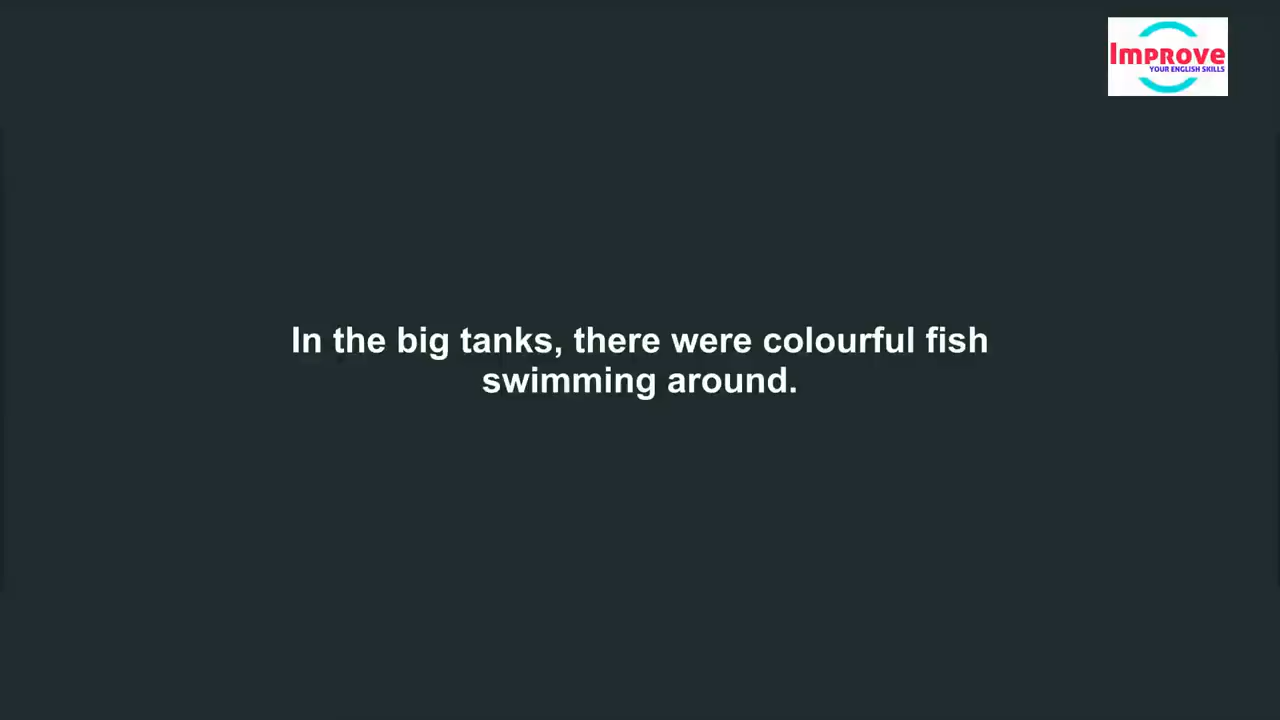 Improve
YOUR ENGLISH SKILLS
In the big tanks, there were colourful fish
swimming around.